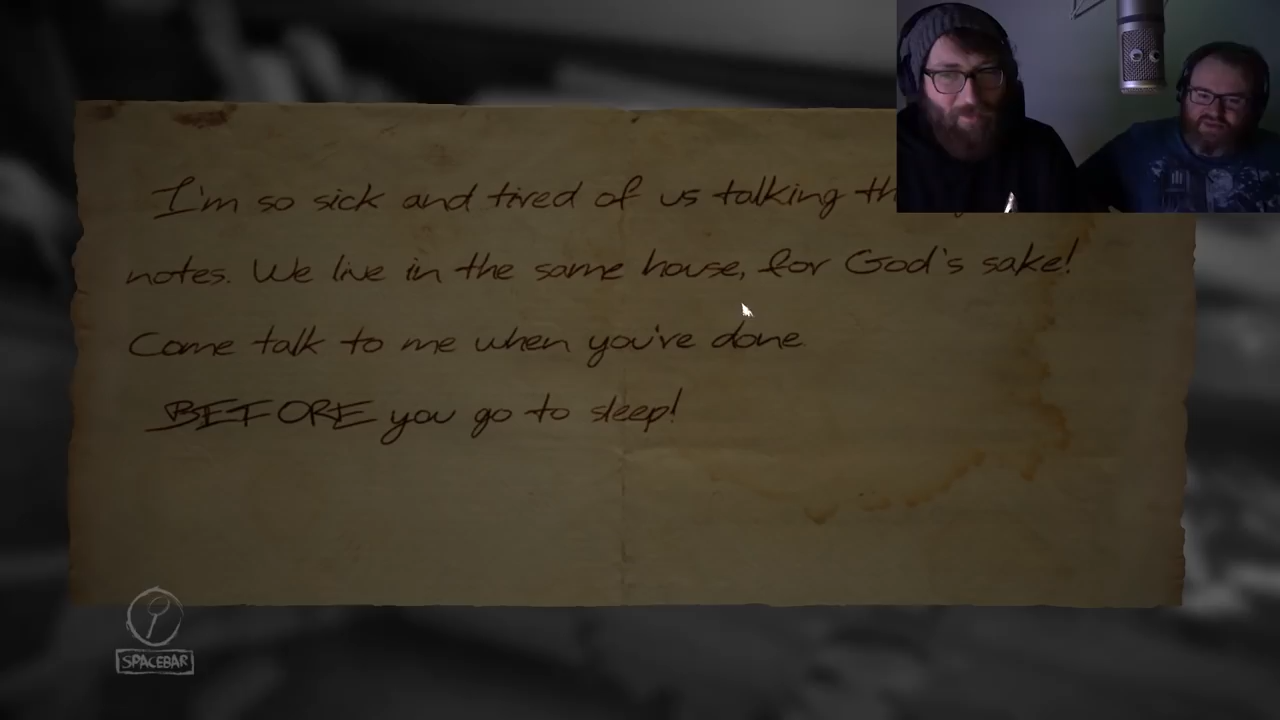 I'm so sick and tired of us talking
notes. We live in the same house, for God's sake!
Come talk to me when you're done.
BEFORE you go to sleep!
SPACEBAR